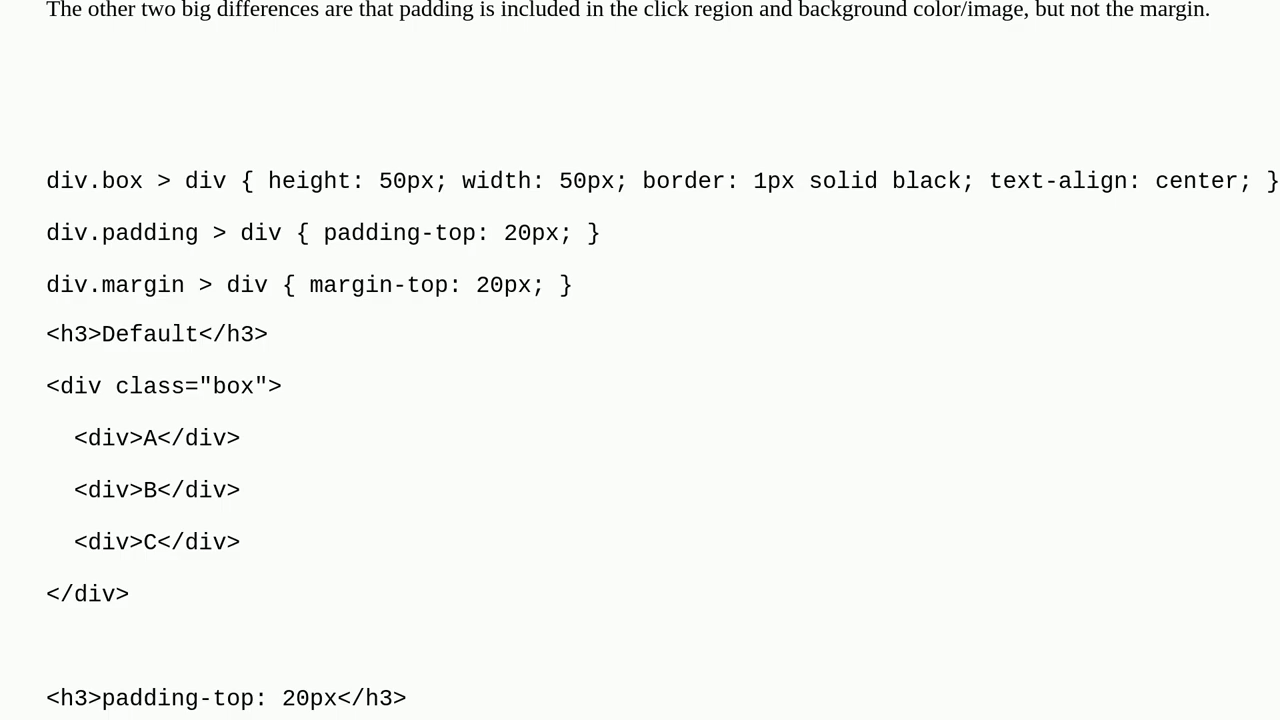 The other two big differences are that padding is included in the click region and background color/image, but not the margin.
div.box > div { height: 50px; width: 50px; border: 1px solid black; text-align: center; }
div.padding > div { padding-top: 20px; }
div.margin > div { margin-top: 20px; }
<h3>Default</h3>
<div class="box">
  <div>A</div>
  <div>B</div>
  <div>C</div>
</div>
<h3>padding-top: 20px</h3>